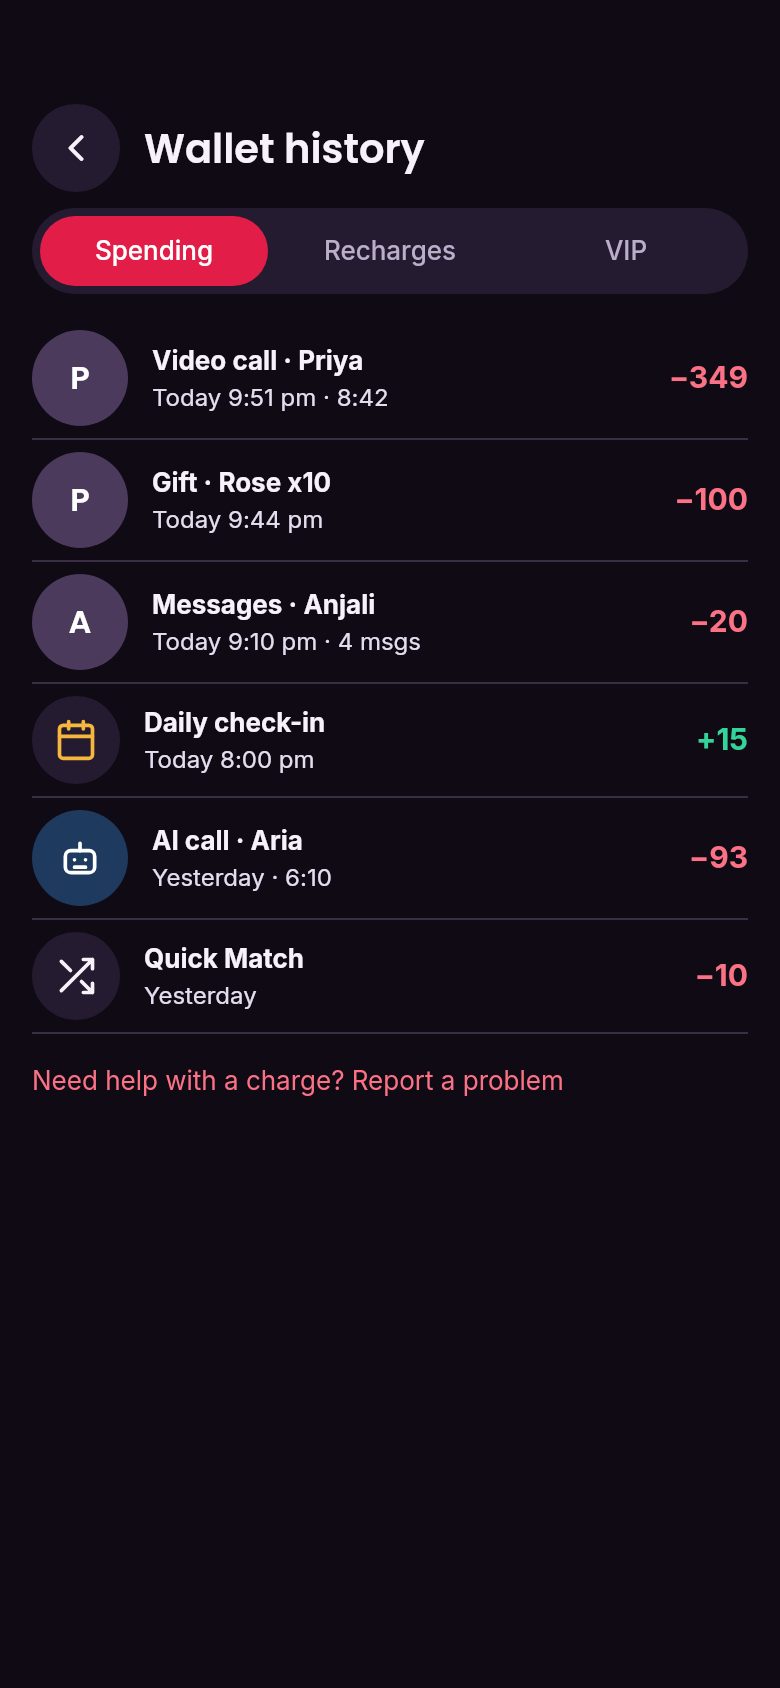 Wallet history
Spending
Recharges
VIP
P
Video call · Priya
Today 9:51 pm · 8:42
−349
P
Gift · Rose x10
Today 9:44 pm
−100
A
Messages · Anjali
Today 9:10 pm · 4 msgs
−20
Daily check-in
Today 8:00 pm
+15
AI call · Aria
Yesterday · 6:10
−93
Quick Match
Yesterday
−10
Need help with a charge? Report a problem